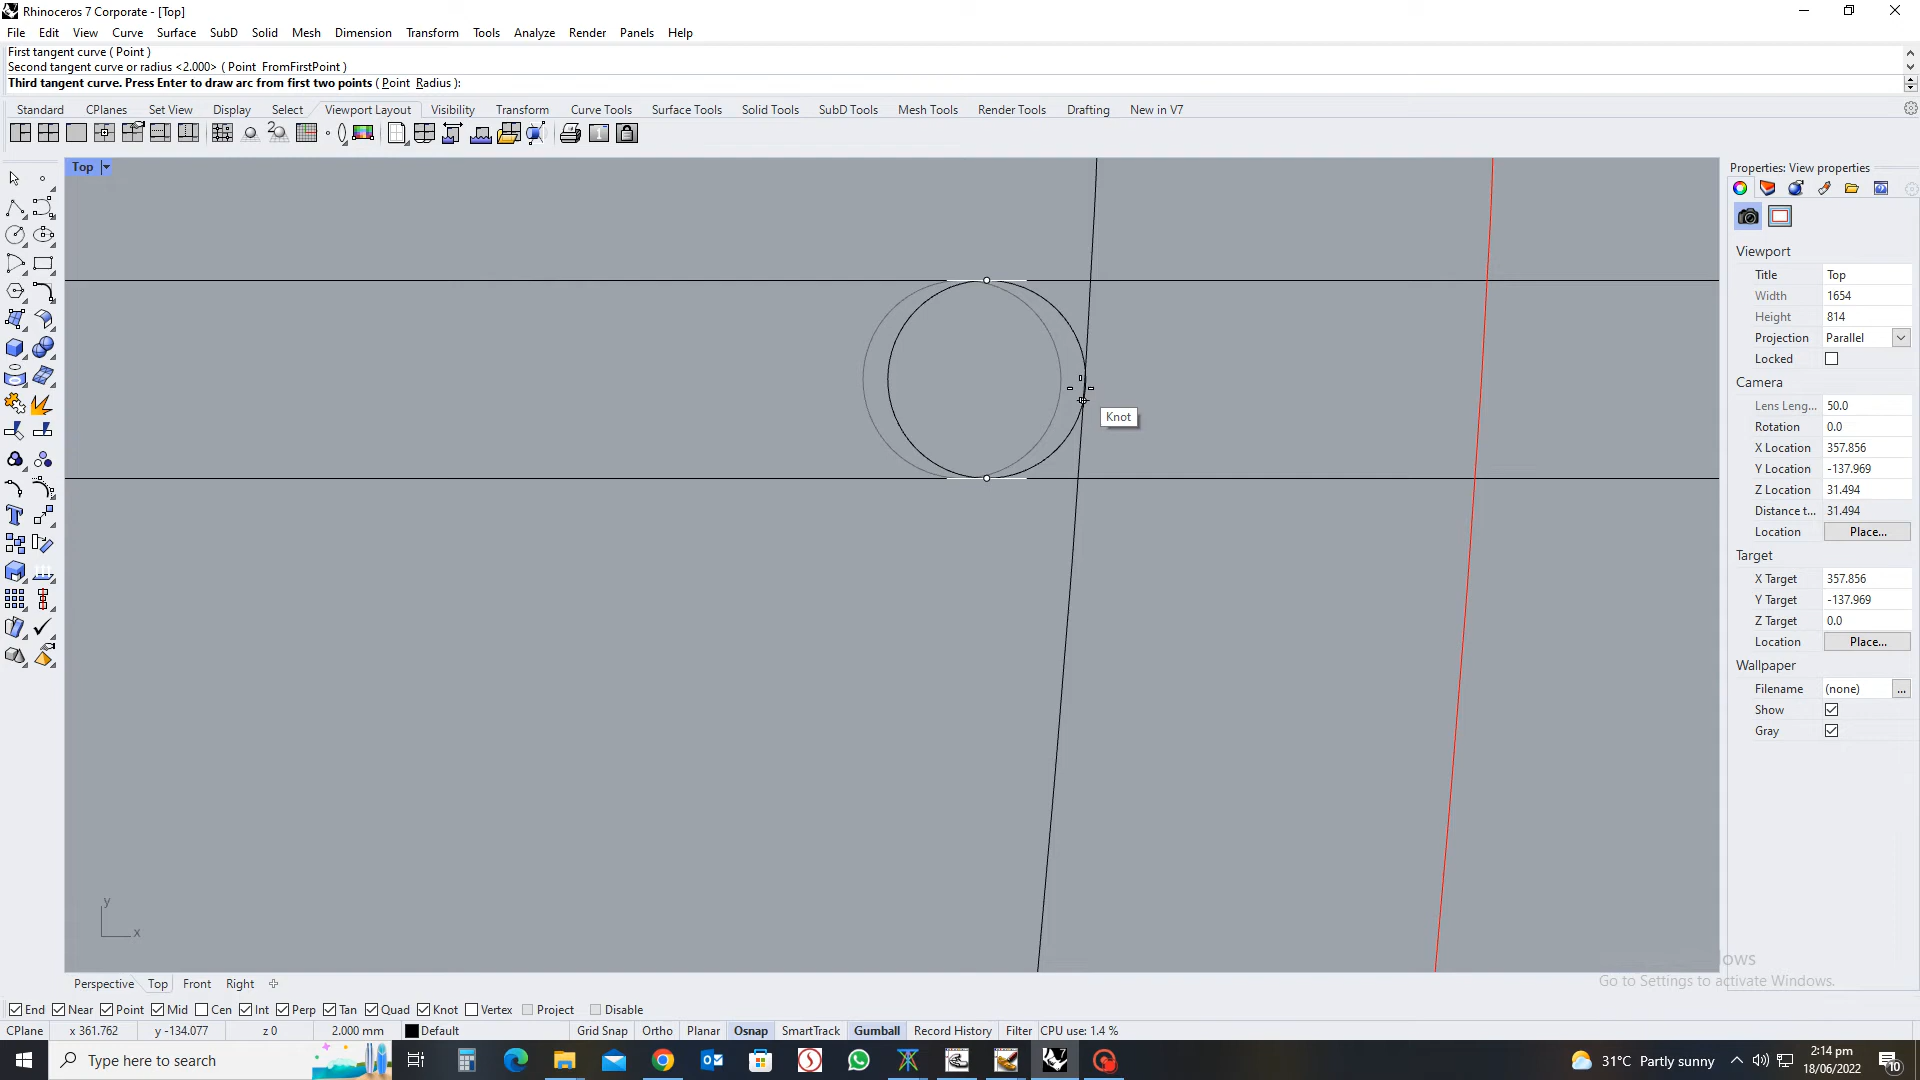 Rhinoceros 7 Corporate - [Top]
File Edit View Curve Surface SubD Solid Mesh Dimension Transform Tools Analyze Render Panels Help
First tangent curve ( Point )
Second tangent curve or radius <2.000> ( Point FromFirstPoint )
Third tangent curve. Press Enter to draw arc from first two points ( Point Radius ):
Standard CPlanes Set View Display Select Viewport Layout Visibility Transform Curve Tools Surface Tools Solid Tools SubD Tools Mesh Tools Render Tools Drafting New in V7
Top
Knot
y
x
Properties: View properties
Viewport
Title Top
Width 1654
Height 814
Projection Parallel
Locked
Camera
Lens Leng... 50.0
Rotation 0.0
X Location 357.856
Y Location -137.969
Z Location 31.494
Distance t... 31.494
Location Place...
Target
X Target 357.856
Y Target -137.969
Z Target 0.0
Location Place...
Wallpaper
Filename (none) ...
Show
Gray
Go to Settings to activate Windows.
Perspective Top Front Right
End Near Point Mid Cen Int Perp Tan Quad Knot Vertex Project Disable
CPlane x 361.762 y -134.077 z 0 2.000 mm Default Grid Snap Ortho Planar Osnap SmartTrack Gumball Record History Filter CPU use: 1.4 %
Type here to search
31°C Partly sunny
2:14 pm
18/06/2022
10